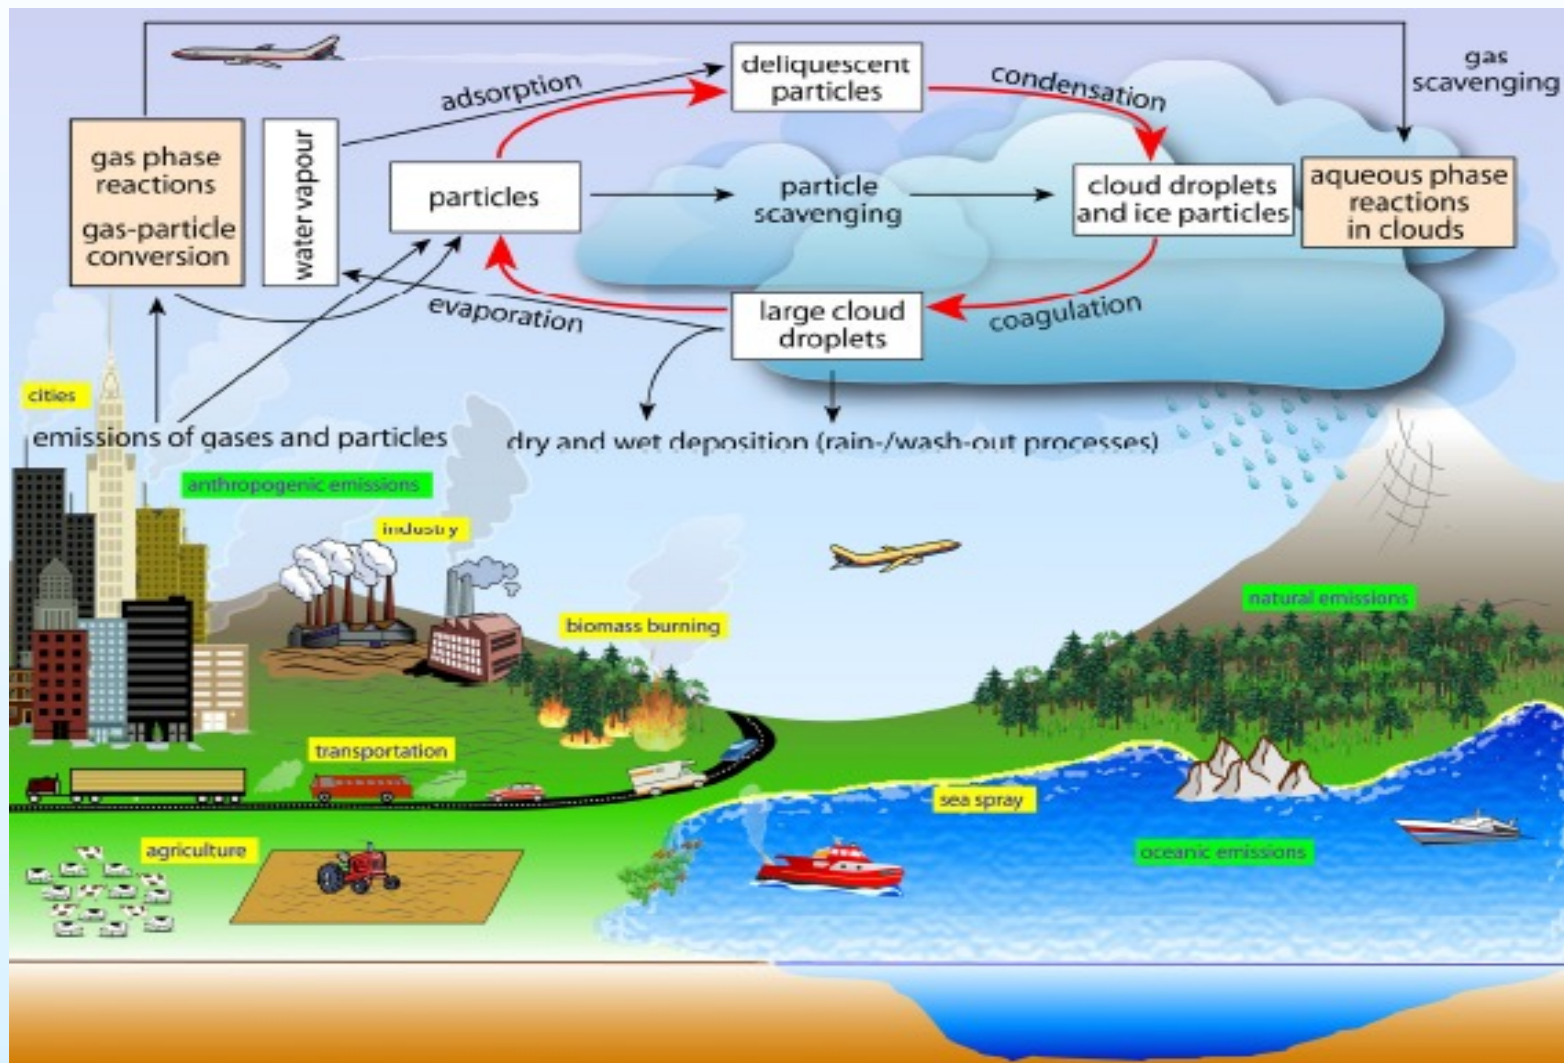 gas
scavenging
deliquescent
particles
condensation
adsorption
gas phase
reactions
gas-particle
conversion
water vapour
particles
particle
scavenging
cloud droplets
and ice particles
aqueous phase
reactions
in clouds
evaporation
large cloud
droplets
coagulation
cities
emissions of gases and particles
dry and wet deposition (rain-/wash-out processes)
anthropogenic emissions
industry
natural emissions
biomass burning
transportation
sea spray
agriculture
oceanic emissions